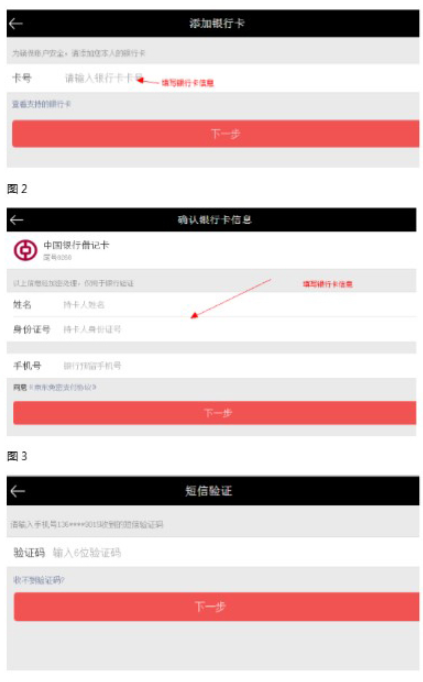 添加银行卡
为确保账户安全，请添加您本人的银行卡
卡号 请输入银行卡卡号
填写银行卡信息
查看支持的银行卡
下一步
图 2
确认银行卡信息
中国银行借记卡
尾号
以上信息经加密处理，仅用于银行验证
填写银行卡信息
姓名 持卡人姓名
身份证号 持卡人身份证号
手机号 银行预留手机号
同意
下一步
图 3
短信验证
请输入手机号136****5015收到的短信验证码
验证码 输入6位验证码
收不到验证码?
下一步